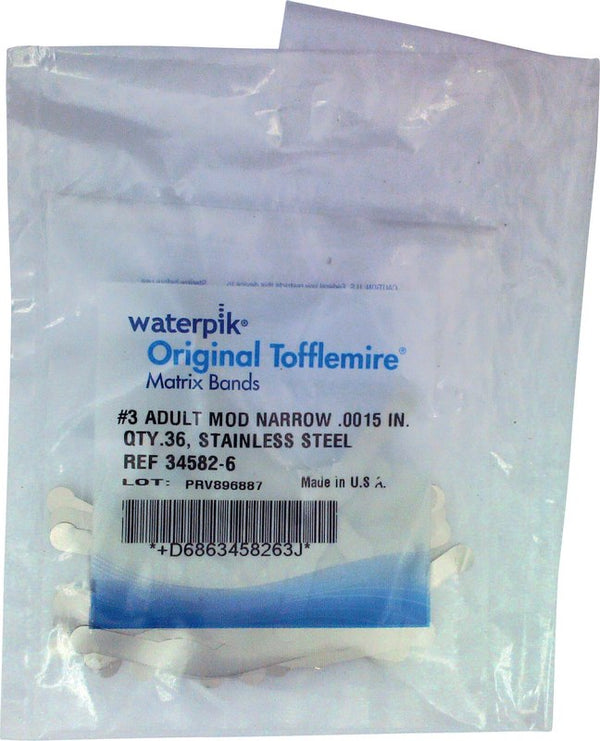 waterpik®
Original Tofflemire®
Matrix Bands
#3 ADULT MOD NARROW .0015 IN.
QTY.36, STAINLESS STEEL
REF 34582-6
LOT: PRV896887 Made in U.S.A.
*+D6863458263J*